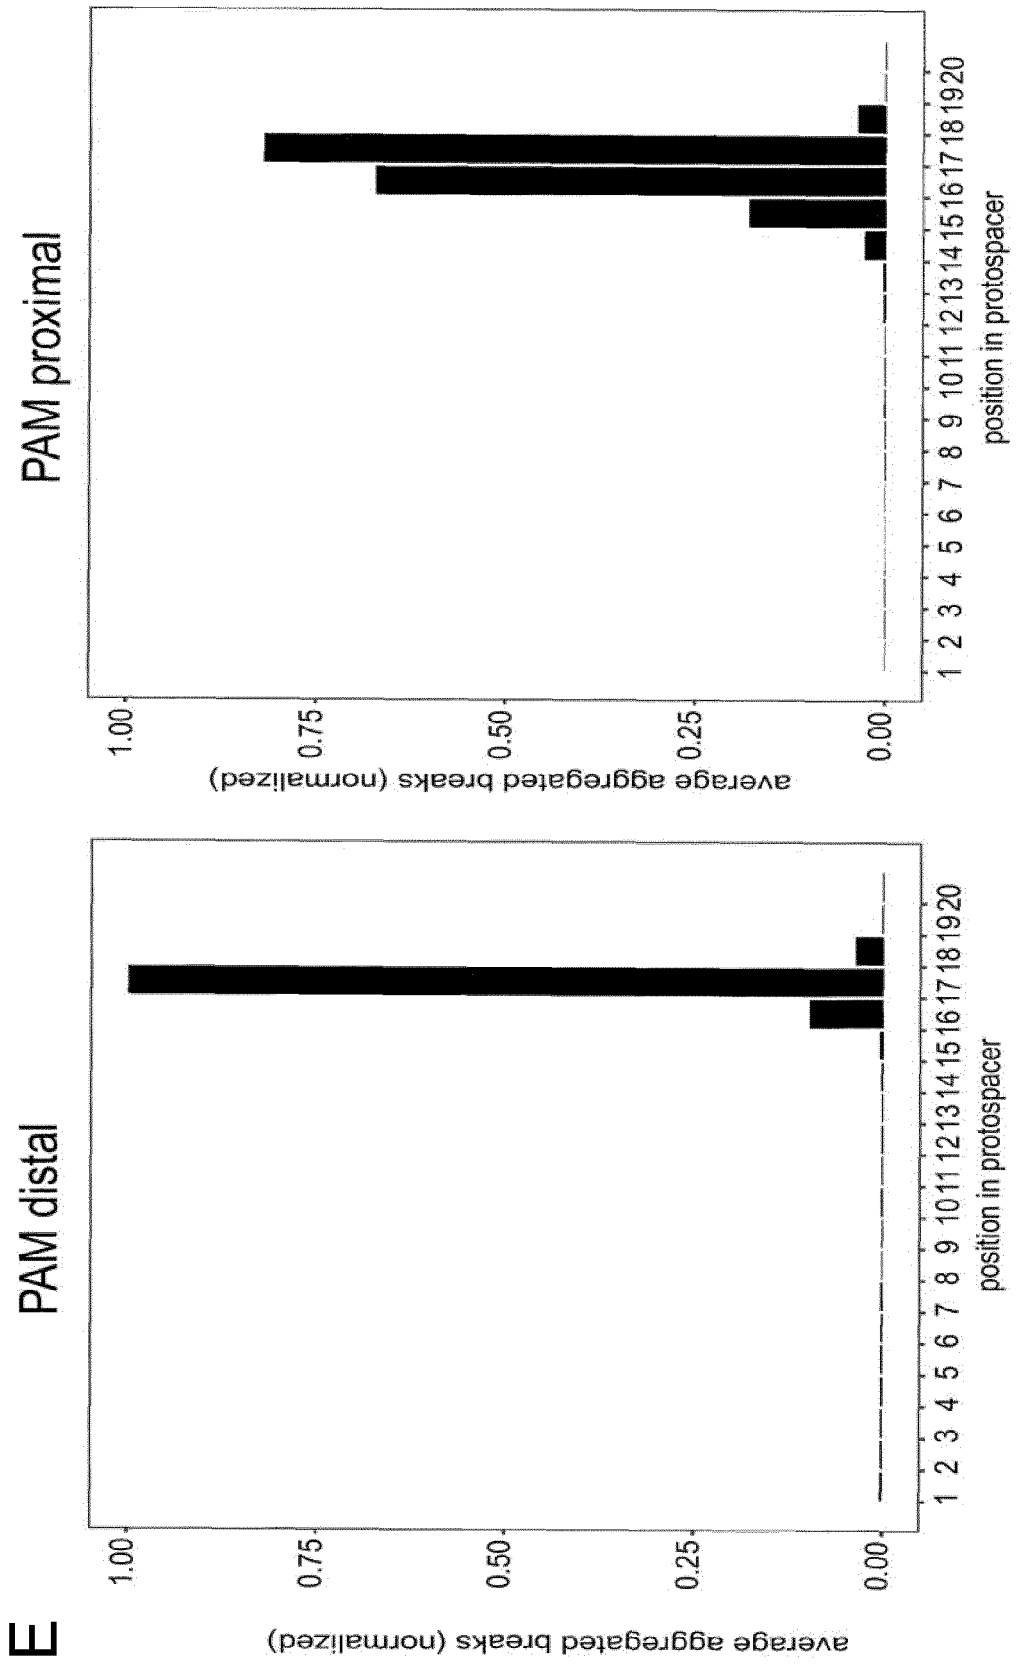 E
PAM distal
average aggregated breaks (normalized)
1.00
0.75
0.50
0.25
0.00
1 2 3 4 5 6 7 8 9 10 11 12 13 14 15 16 17 18 19 20
position in protospacer
PAM proximal
average aggregated breaks (normalized)
1.00
0.75
0.50
0.25
0.00
1 2 3 4 5 6 7 8 9 10 11 12 13 14 15 16 17 18 19 20
position in protospacer